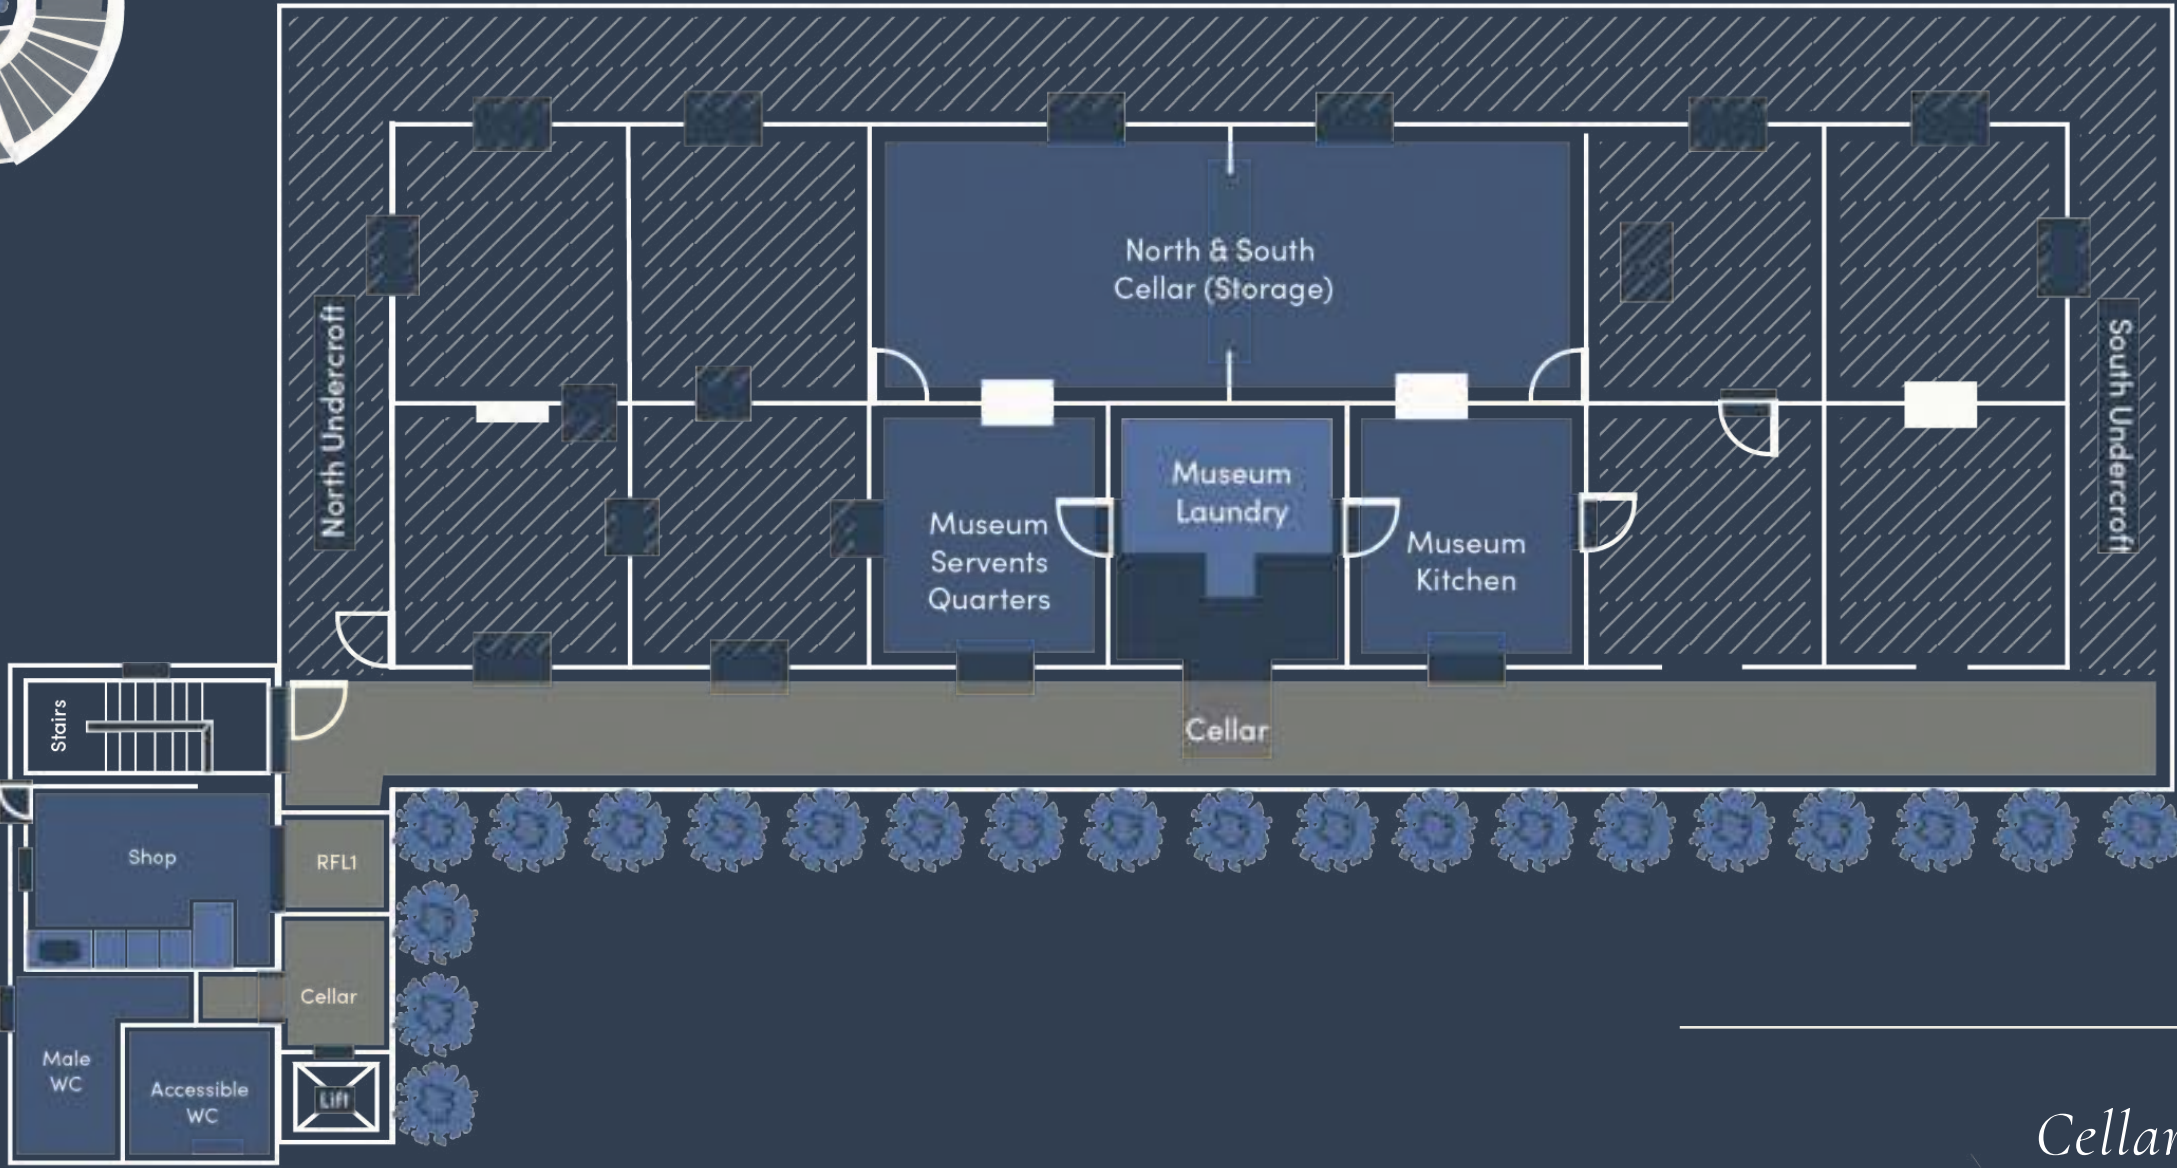 North & South
Cellar (Storage)
North Undercroft
South Undercroft
Museum
Laundry
Museum
Servents
Quarters
Museum
Kitchen
Stairs
Cellar
Shop
RFL1
Cellar
Male
WC
Accessible
WC
Lift
Cellar